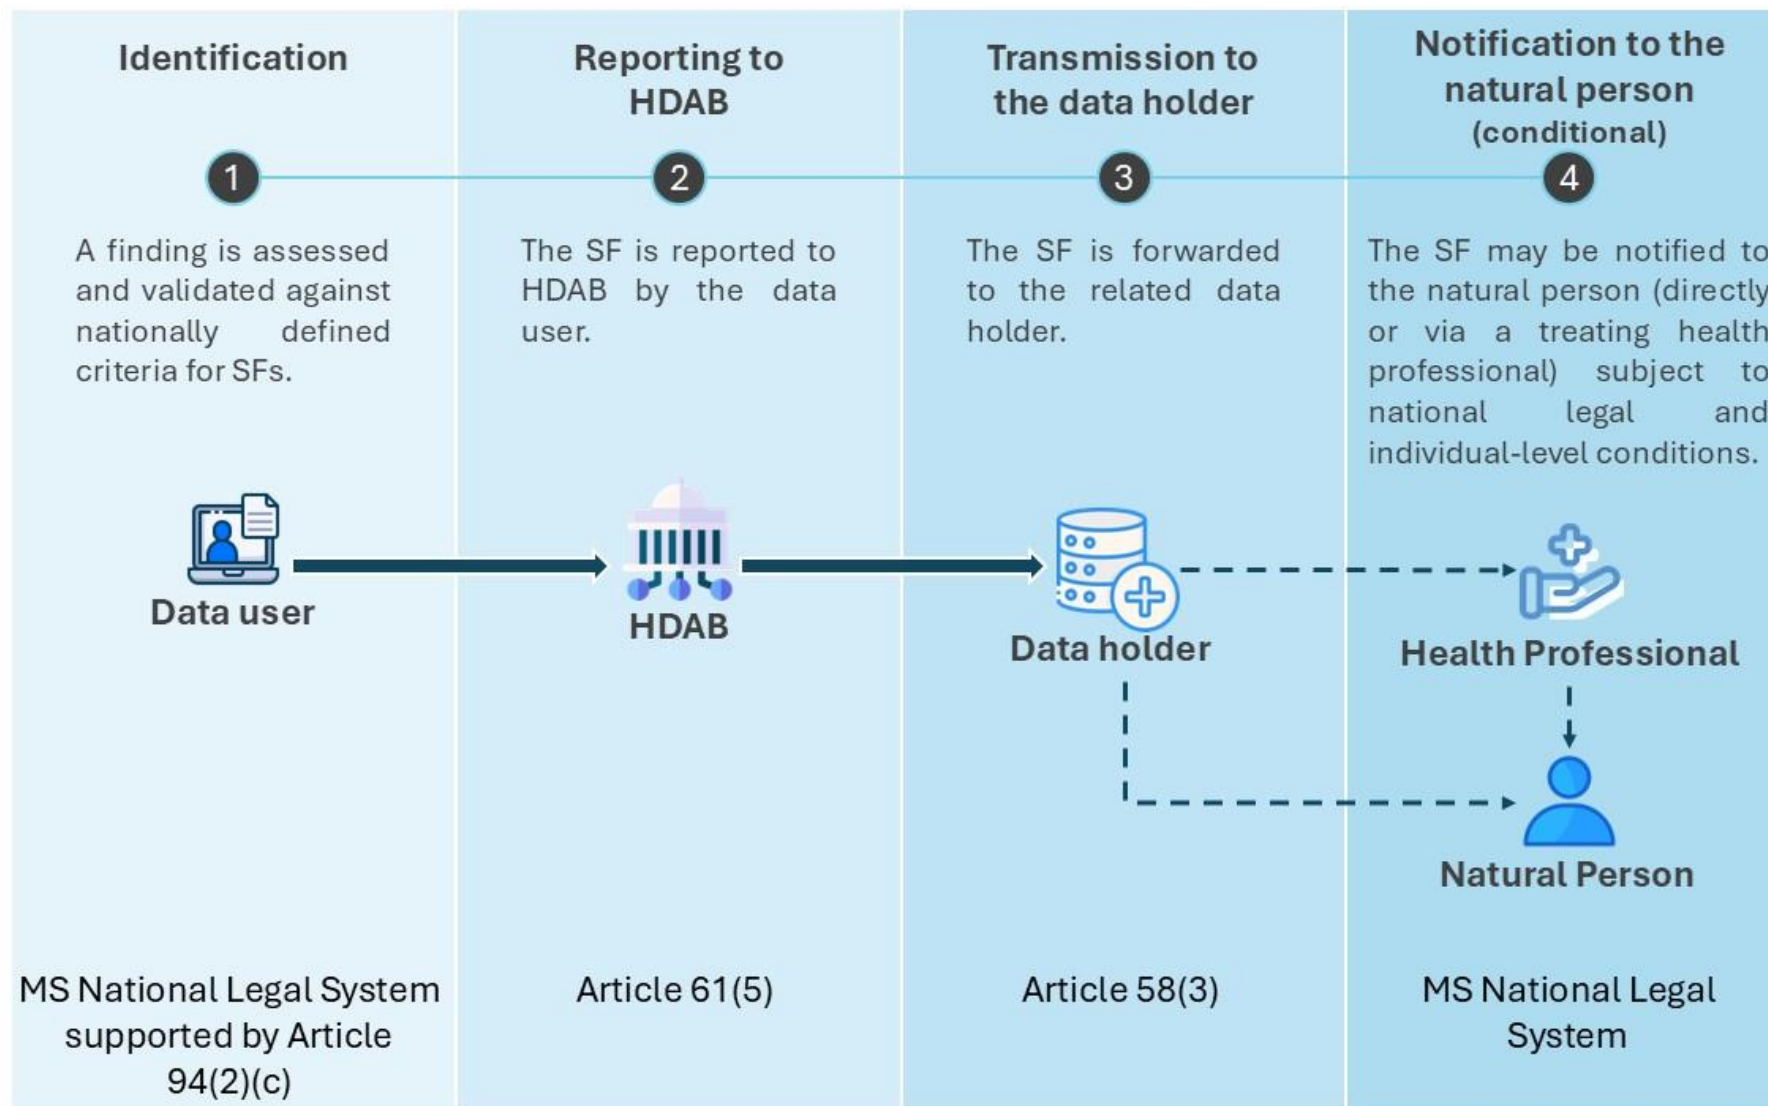 Identification
1
A finding is assessed
and validated against
nationally defined
criteria for SFs.
Data user
MS National Legal System
supported by Article
94(2)(c)
Reporting to
HDAB
2
The SF is reported to
HDAB by the data
user.
HDAB
Article 61(5)
Transmission to
the data holder
3
The SF is forwarded
to the related data
holder.
Data holder
Article 58(3)
Notification to the
natural person
(conditional)
4
The SF may be notified to
the natural person (directly
or via a treating health
professional) subject to
national legal and
individual-level conditions.
Health Professional
Natural Person
MS National Legal
System